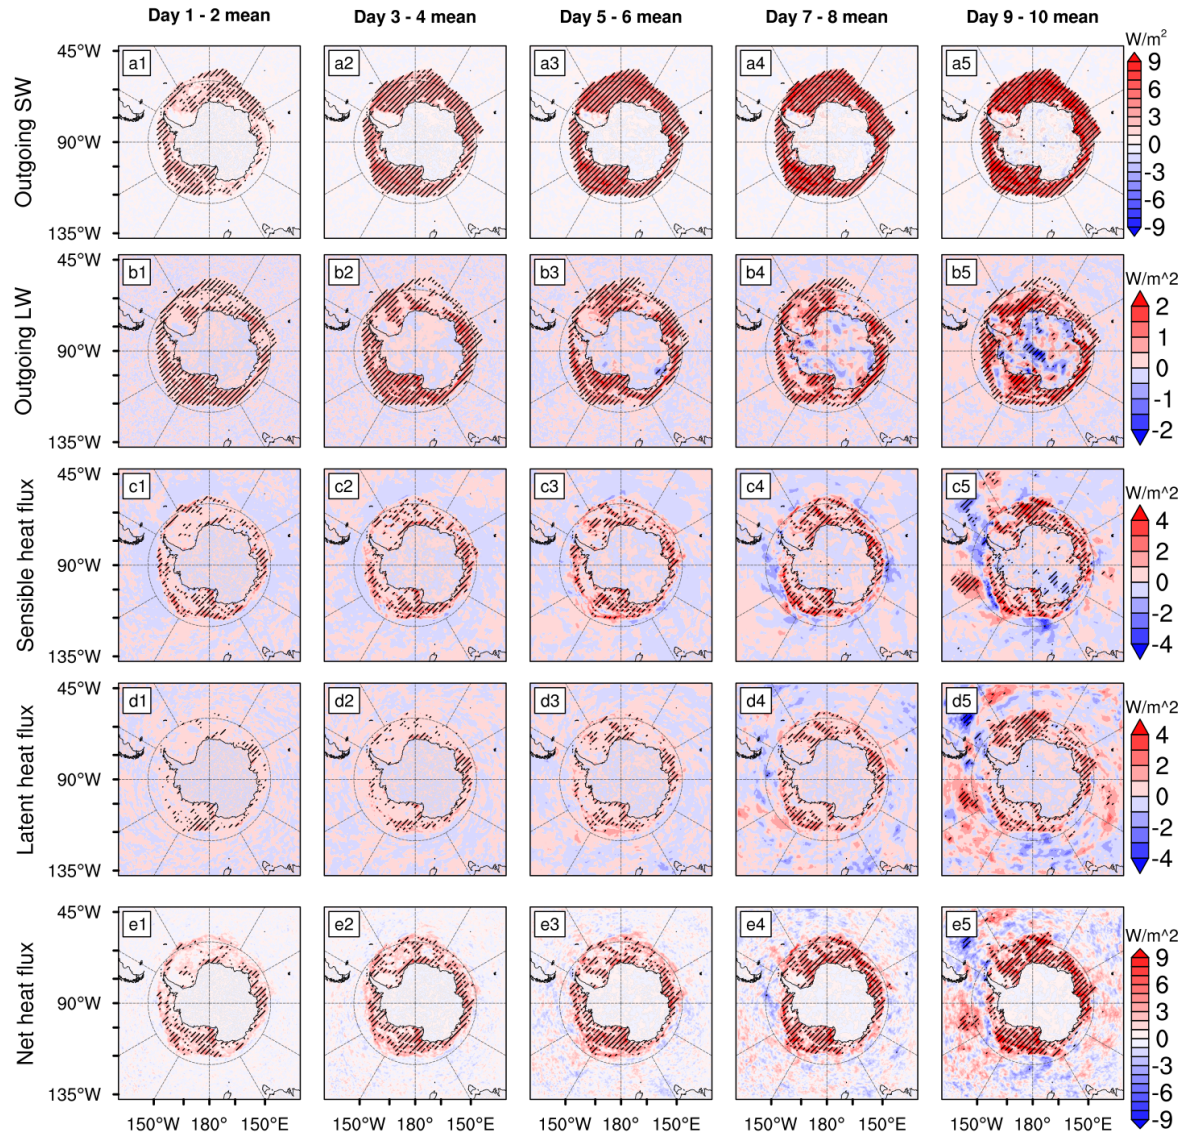 Day 1 - 2 mean Day 3 - 4 mean Day 5 - 6 mean Day 7 - 8 mean Day 9 - 10 mean
W/m²
Outgoing SW
45°W
90°W
135°W
a1 a2 a3 a4 a5
9
6
3
0
-3
-6
-9
Outgoing LW
45°W
90°W
135°W
b1 b2 b3 b4 b5
W/m^2
2
1
0
-1
-2
Sensible heat flux
45°W
90°W
135°W
c1 c2 c3 c4 c5
W/m^2
4
2
0
-2
-4
Latent heat flux
45°W
90°W
135°W
d1 d2 d3 d4 d5
W/m^2
4
2
0
-2
-4
Net heat flux
45°W
90°W
135°W
e1 e2 e3 e4 e5
W/m^2
9
6
3
0
-3
-6
-9
150°W 180° 150°E 150°W 180° 150°E 150°W 180° 150°E 150°W 180° 150°E 150°W 180° 150°E